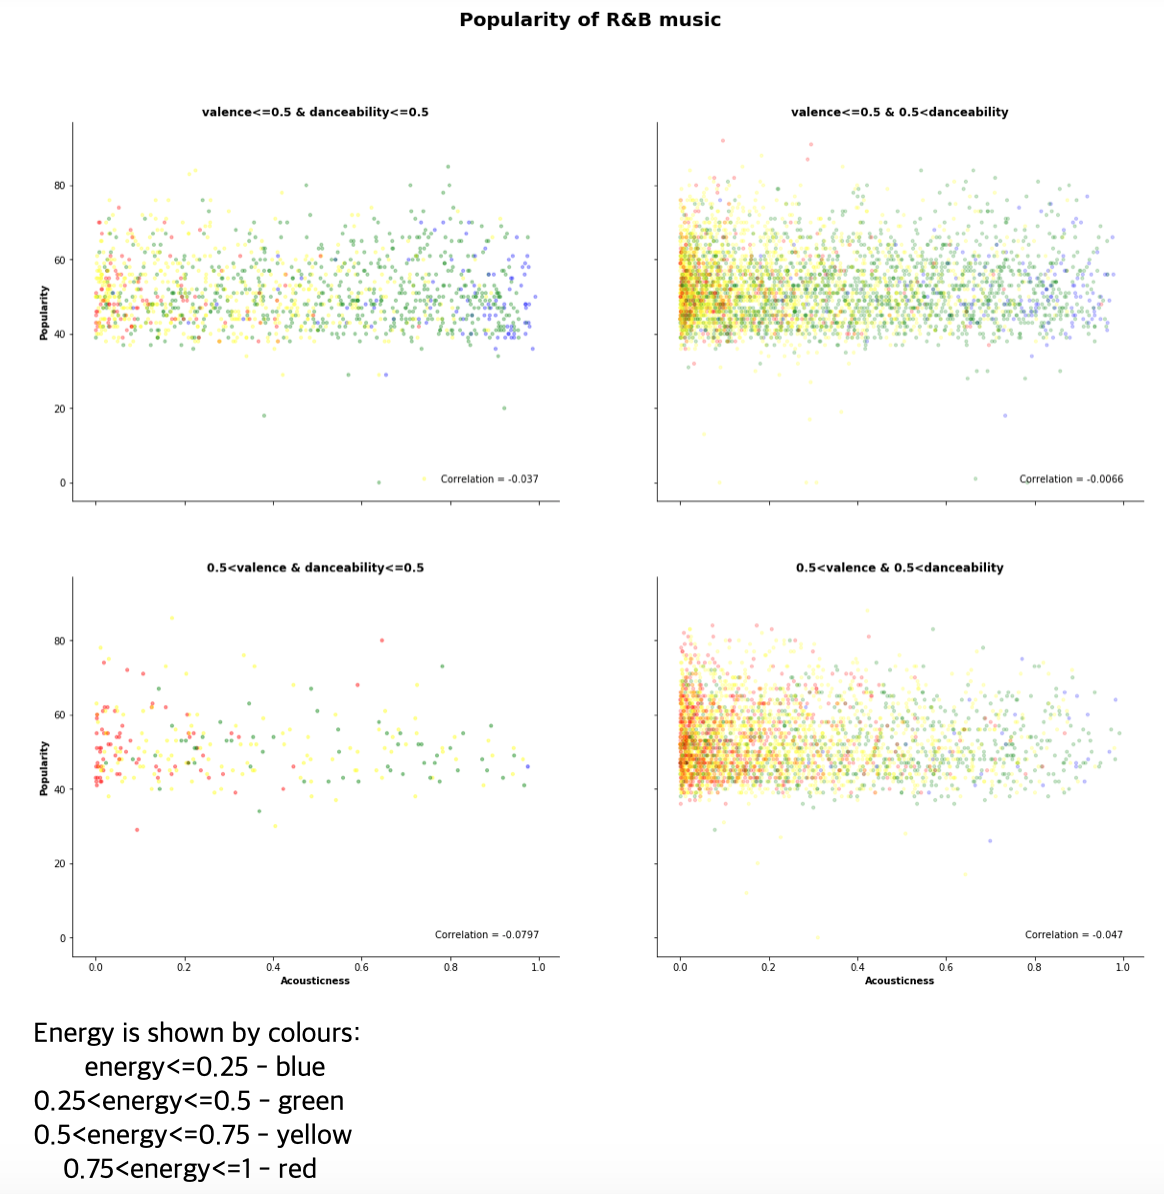 Popularity of R&B music
valence<=0.5 & danceability<=0.5
valence<=0.5 & 0.5<danceability
80
60
40
20
0
Popularity
Correlation = -0.037
Correlation = -0.0066
0.5<valence & danceability<=0.5
0.5<valence & 0.5<danceability
80
60
40
20
0
Popularity
Correlation = -0.0797
Correlation = -0.047
0.0 0.2 0.4 0.6 0.8 1.0
Acousticness
0.0 0.2 0.4 0.6 0.8 1.0
Acousticness
Energy is shown by colours:
energy<=0.25 - blue
0.25<energy<=0.5 - green
0.5<energy<=0.75 - yellow
0.75<energy<=1 - red